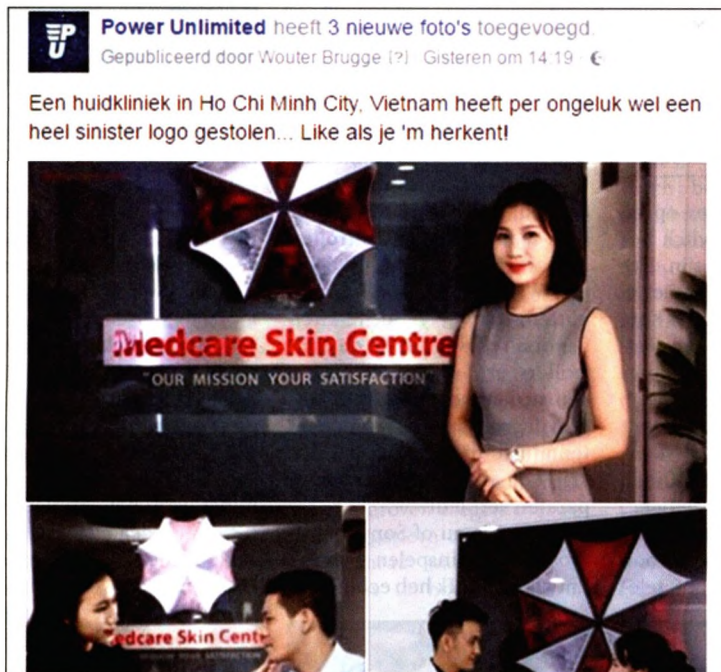 Power Unlimited heeft 3 nieuwe foto's toegevoegd.
Gepubliceerd door Wouter Brugge [?] Gisteren om 14:19
Een huidkliniek in Ho Chi Minh City, Vietnam heeft per ongeluk wel een
heel sinister logo gestolen... Like als je 'm herkent!
Medcare Skin Centre
"OUR MISSION YOUR SATISFACTION"
edcare Skin Cent